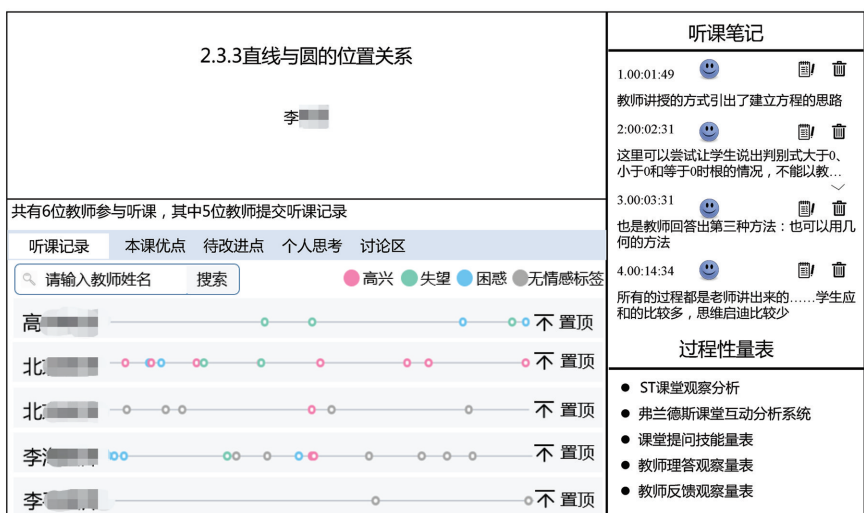 2.3.3直线与圆的位置关系
李
共有6位教师参与听课，其中5位教师提交听课记录
听课记录 本课优点 待改进点 个人思考 讨论区
请输入教师姓名 搜索 高兴 失望 困惑 无情感标签
高 置顶
北 置顶
北 置顶
李 置顶
李 置顶
听课笔记
1.00:01:49
教师讲授的方式引出了建立方程的思路
2:00:02:31
这里可以尝试让学生说出判别式大于0、
小于0和等于0时根的情况，不能以教…
3.00:03:31
也是教师回答出第三种方法：也可以用几
何的方法
4.00:14:34
所有的过程都是老师讲出来的……学生应
和的比较多，思维启迪比较少
过程性量表
ST课堂观察分析
弗兰德斯课堂互动分析系统
课堂提问技能量表
教师理答观察量表
教师反馈观察量表